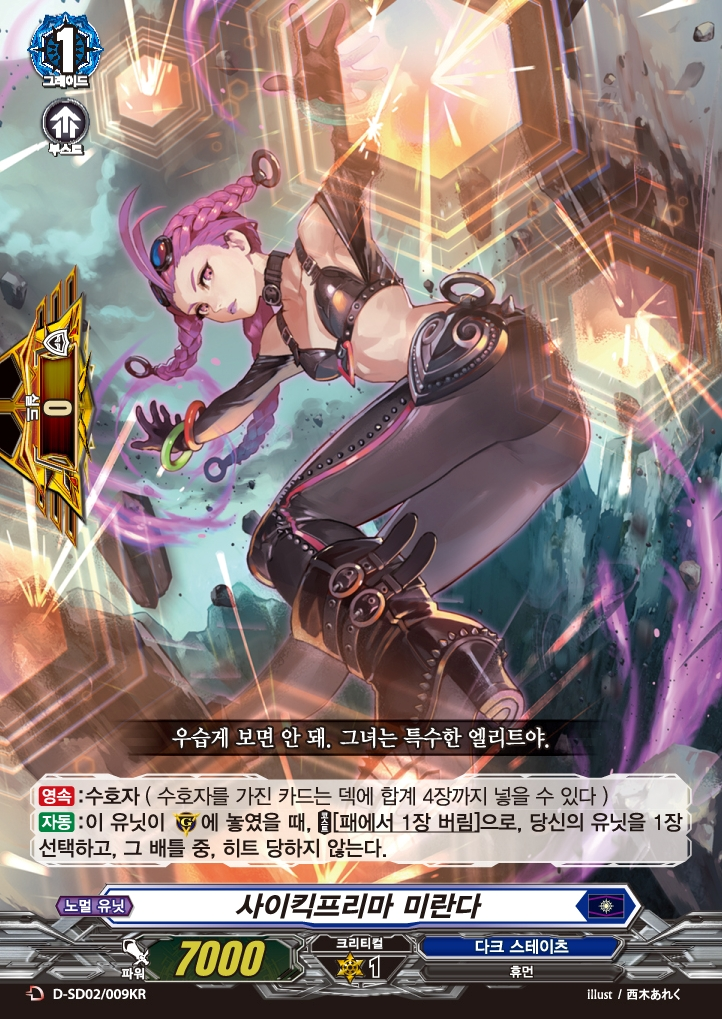 1
그레이드
부스트
0
실드
우습게 보면 안 돼. 그녀는 특수한 엘리트야.
영속:수호자 ( 수호자를 가진 카드는 덱에 합계 4장까지 넣을 수 있다 )
자동:이 유닛이 G에 놓였을 때, 코스트[패에서 1장 버림]으로, 당신의 유닛을 1장
선택하고, 그 배틀 중, 히트 당하지 않는다.
노멀 유닛 사이킥프리마 미란다
파워 7000 크리티컬 1 다크 스테이츠
휴먼
D D-SD02/009KR illust / 西木あれく